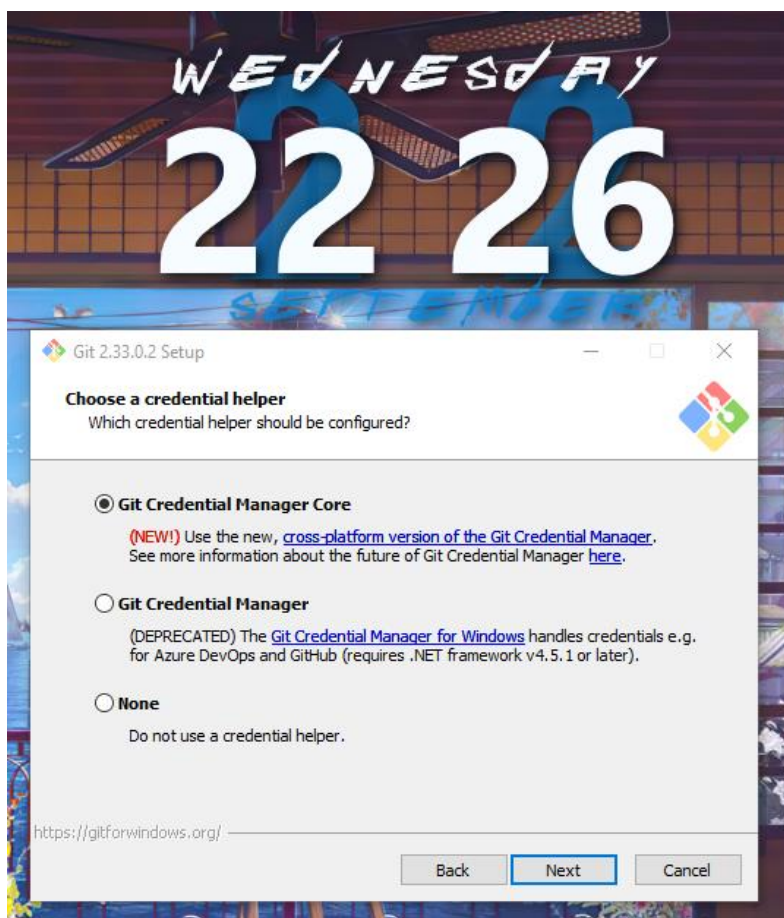 WEDNESDAY
22
22 26
SEPTEMBER
Git 2.33.0.2 Setup
Choose a credential helper
Which credential helper should be configured?
Git Credential Manager Core
(NEW!) Use the new, cross-platform version of the Git Credential Manager.
See more information about the future of Git Credential Manager here.
Git Credential Manager
(DEPRECATED) The Git Credential Manager for Windows handles credentials e.g.
for Azure DevOps and GitHub (requires .NET framework v4.5.1 or later).
None
Do not use a credential helper.
https://gitforwindows.org/
Back Next Cancel